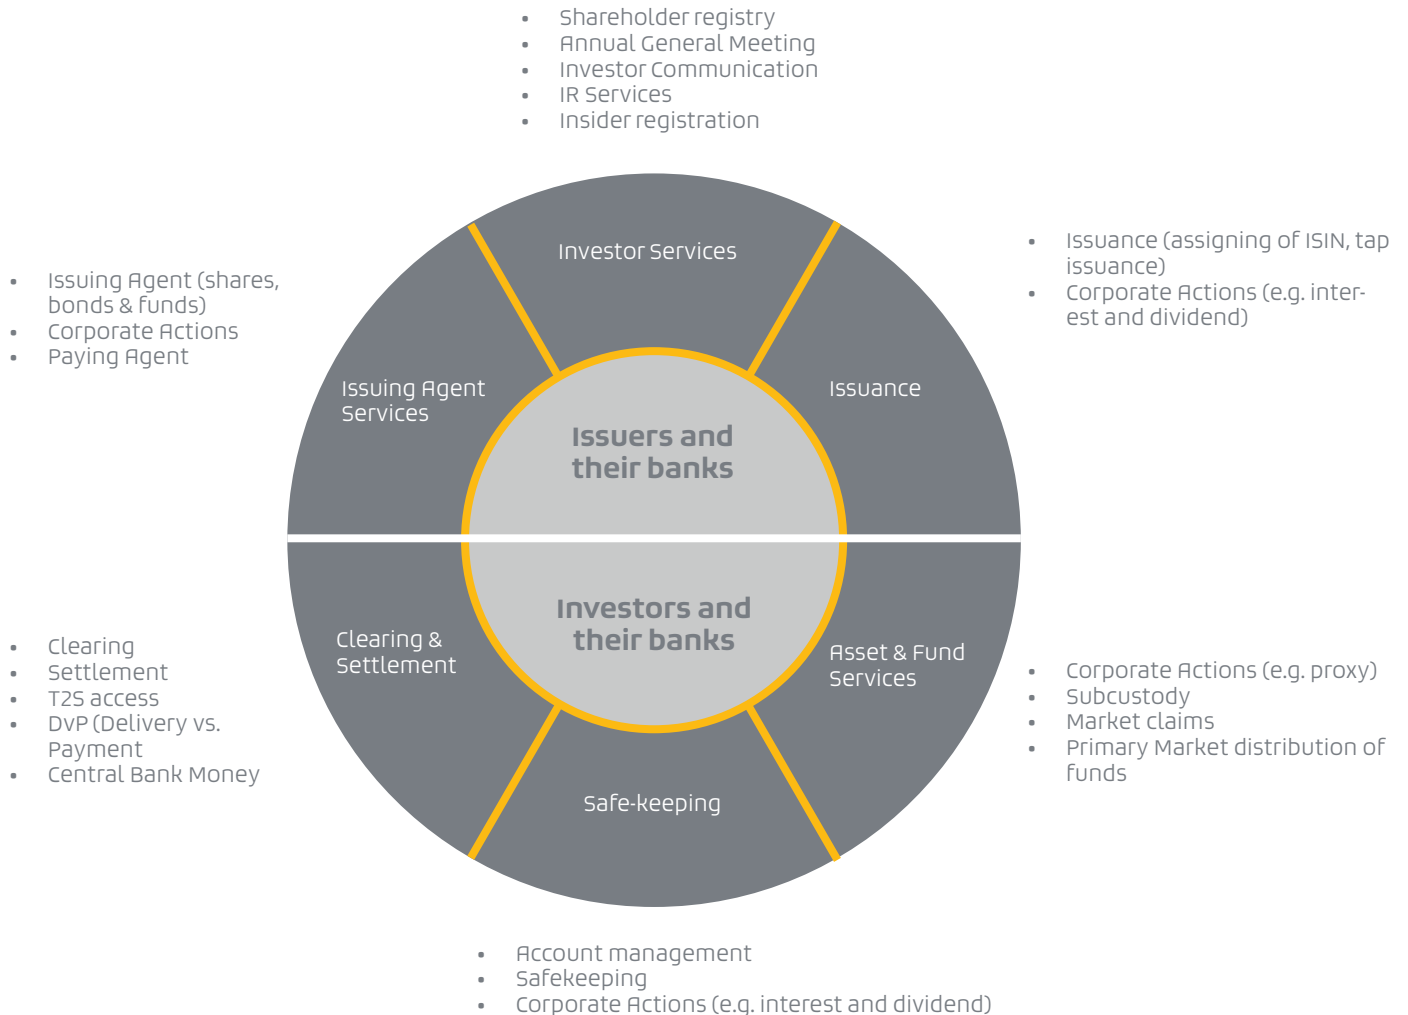 • Shareholder registry
• Annual General Meeting
• Investor Communication
• IR Services
• Insider registration
Investor Services
• Issuing Agent (shares,
bonds & funds)
• Corporate Actions
• Paying Agent
Issuing Agent
Services
Issuance
• Issuance (assigning of ISIN, tap
issuance)
• Corporate Actions (e.g. inter-
est and dividend)
Issuers and
their banks
Investors and
their banks
• Clearing
• Settlement
• T2S access
• DvP (Delivery vs.
Payment
• Central Bank Money
Clearing &
Settlement
Asset & Fund
Services
• Corporate Actions (e.g. proxy)
• Subcustody
• Market claims
• Primary Market distribution of
funds
Safe-keeping
• Account management
• Safekeeping
• Corporate Actions (e.g. interest and dividend)